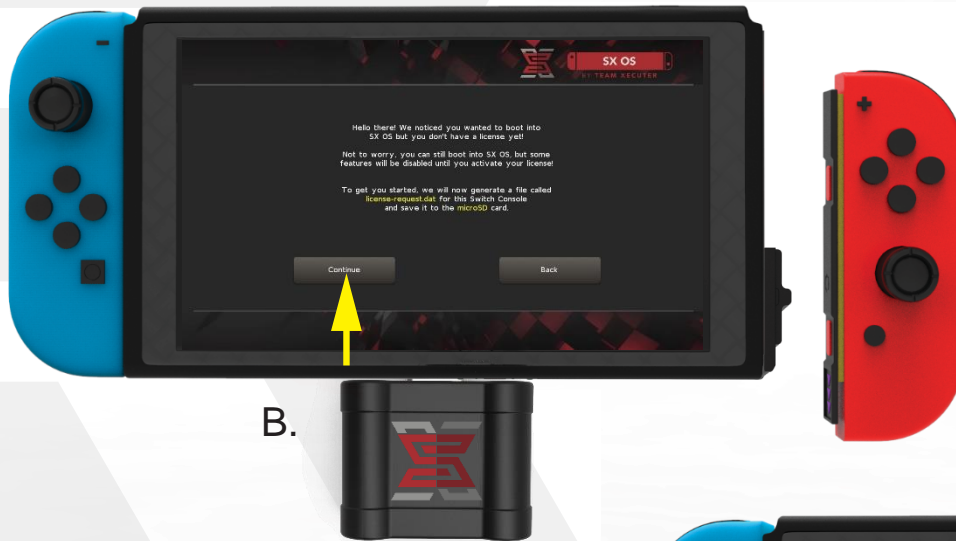 SX OS
BY TEAM XECUTER
Hello there! We noticed you wanted to boot into
SX OS but you don't have a license yet!
Not to worry, you can still boot into SX OS, but some
features will be disabled until you activate your license!
To get you started, we will now generate a file called
license-request.dat for this Switch Console
and save it to the microSD card.
Continue
Back
B.